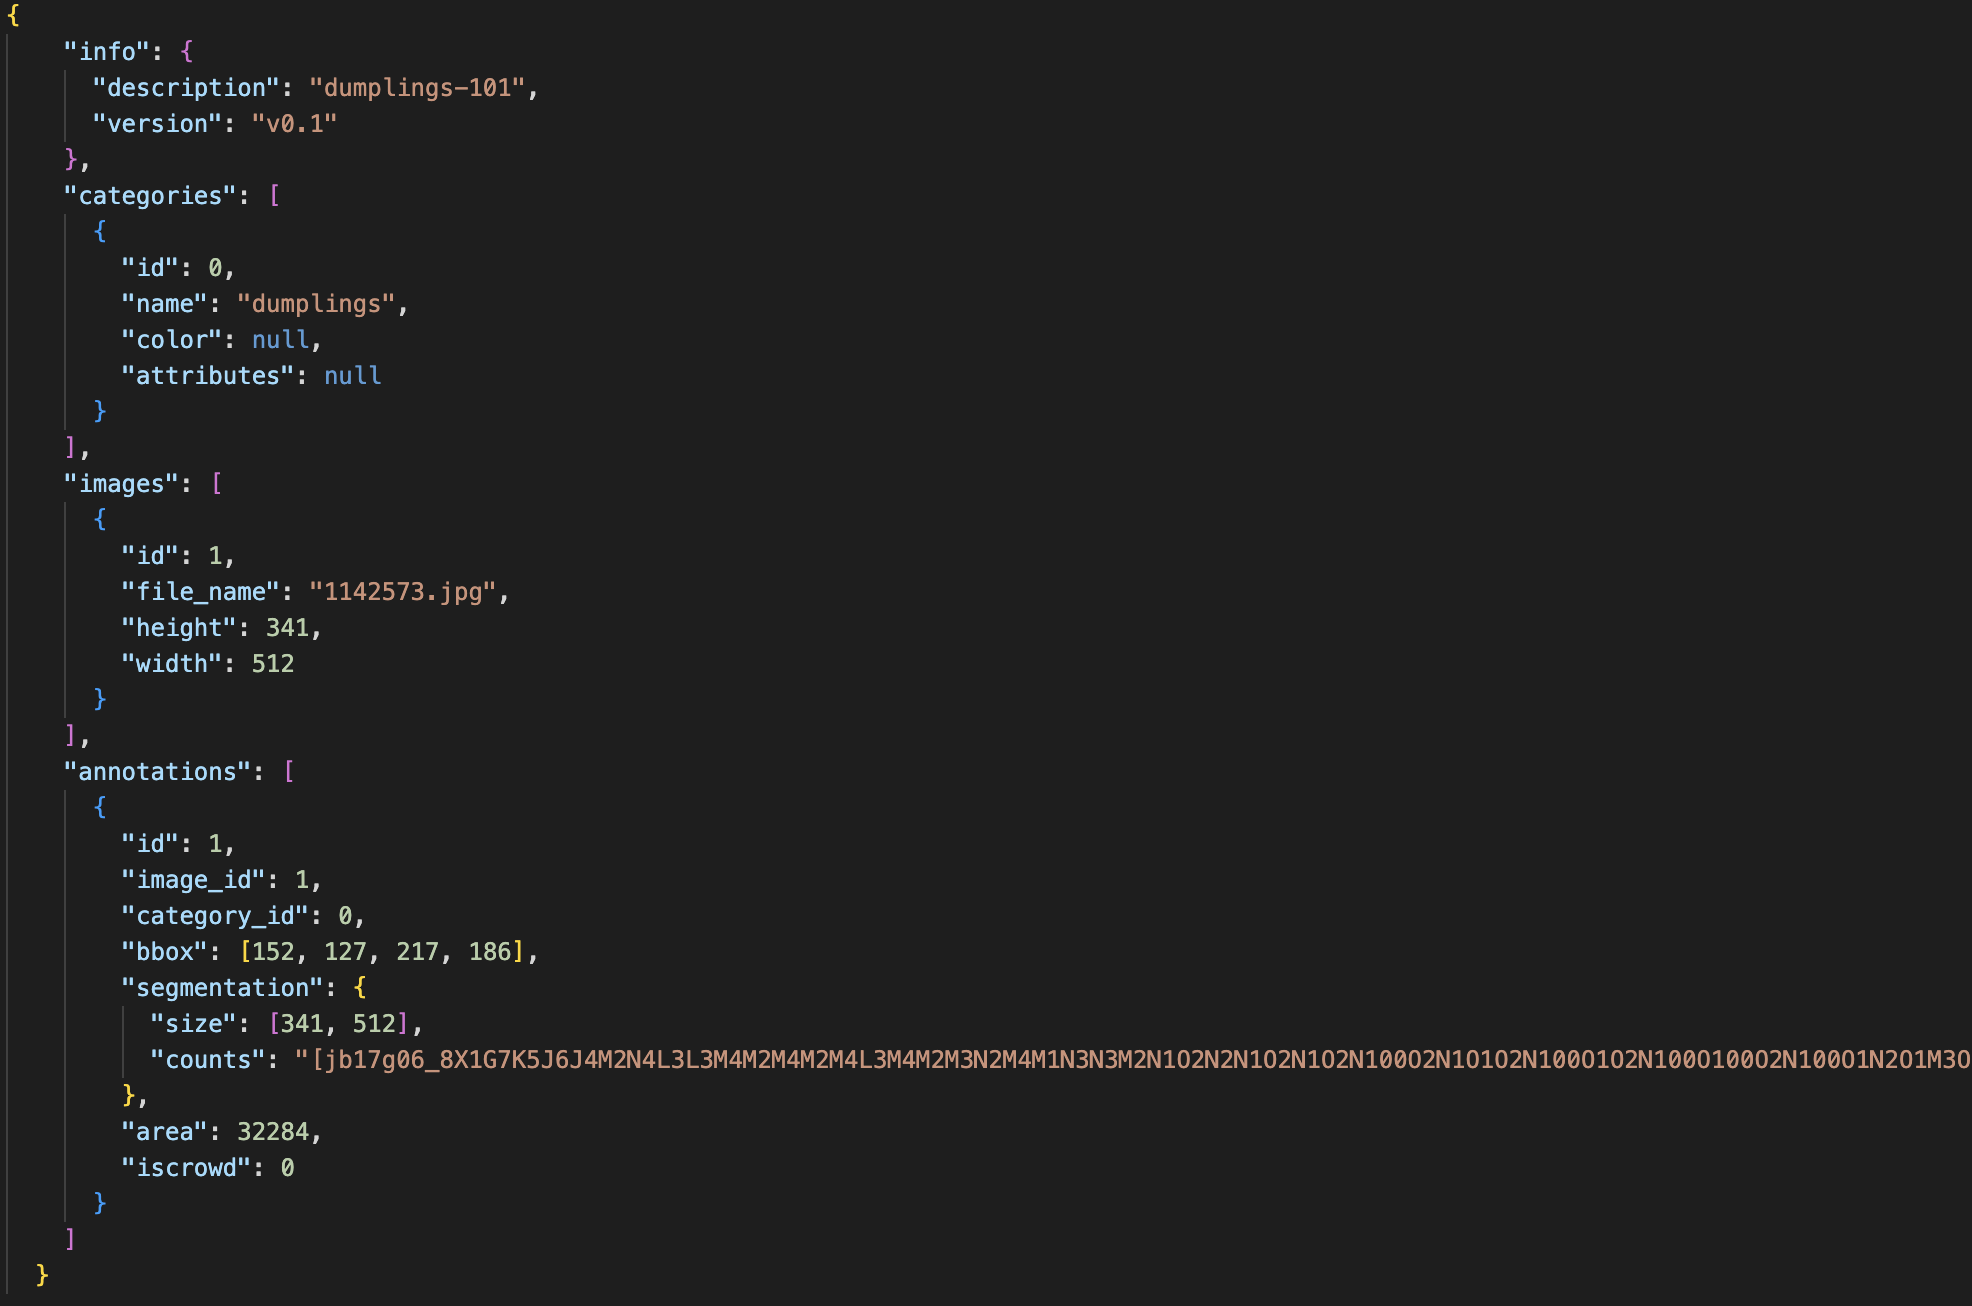 {
"info": {
"description": "dumplings-101",
"version": "v0.1"
},
"categories": [
{
"id": 0,
"name": "dumplings",
"color": null,
"attributes": null
}
],
"images": [
{
"id": 1,
"file_name": "1142573.jpg",
"height": 341,
"width": 512
}
],
"annotations": [
{
"id": 1,
"image_id": 1,
"category_id": 0,
"bbox": [152, 127, 217, 186],
"segmentation": {
"size": [341, 512],
"counts": "[jb17g06_8X1G7K5J6J4M2N4L3L3M4M2M4M2M4L3M4M2M3N2M4M1N3N3M2N1O2N2N1O2N1O2N100O2N1O1O2N100O1O2N100O100O2N100O1N2O1M3O
},
"area": 32284,
"iscrowd": 0
}
]
}